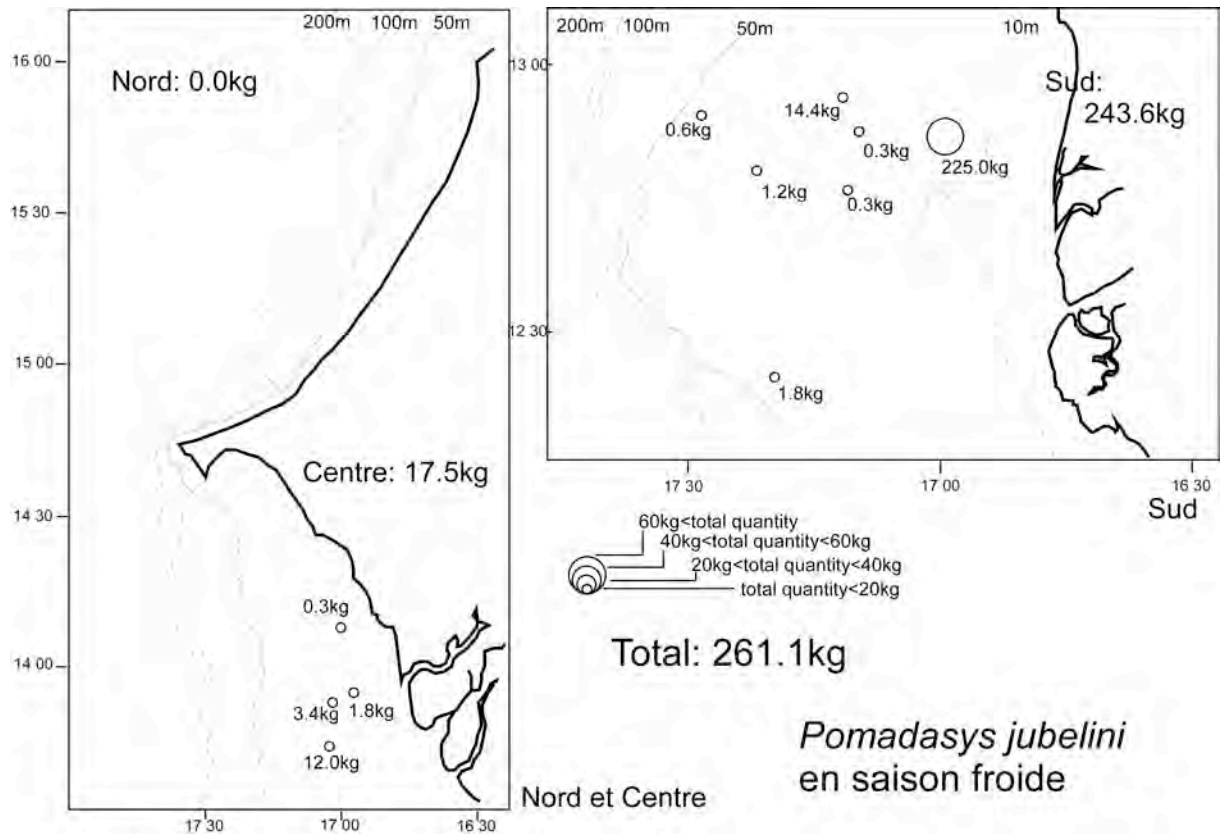 200m 100m 50m
16 00
Nord: 0.0kg
15 30
15 00
Centre: 17.5kg
14 30
0.3kg
14 00
3.4kg
1.8kg
12.0kg
Nord et Centre
17 30
17 00
16 30
200m 100m
50m
10m
13 00
Sud:
243.6kg
14.4kg
0.6kg
0.3kg
225.0kg
1.2kg
0.3kg
12 30
1.8kg
17 30
17 00
16 30
Sud
60kg<total quantity
40kg<total quantity<60kg
20kg<total quantity<40kg
total quantity<20kg
Total: 261.1kg
Pomadasys jubelini
en saison froide